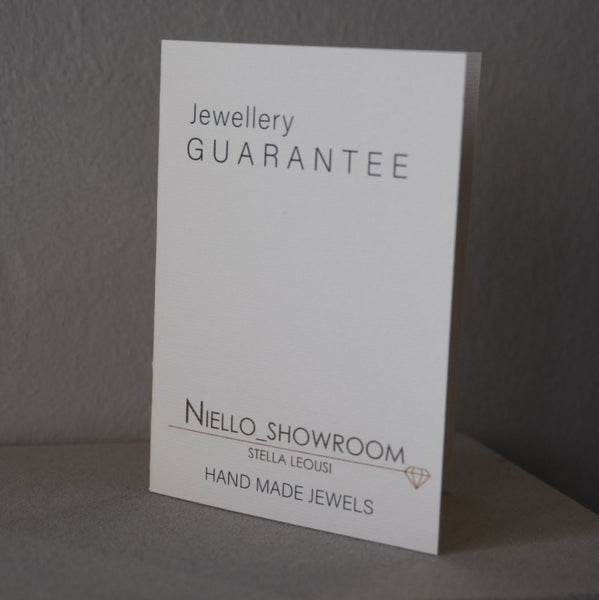 Jewellery
GUARANTEE
NIELLO_SHOWROOM
STELLA LEOUSI
HAND MADE JEWELS